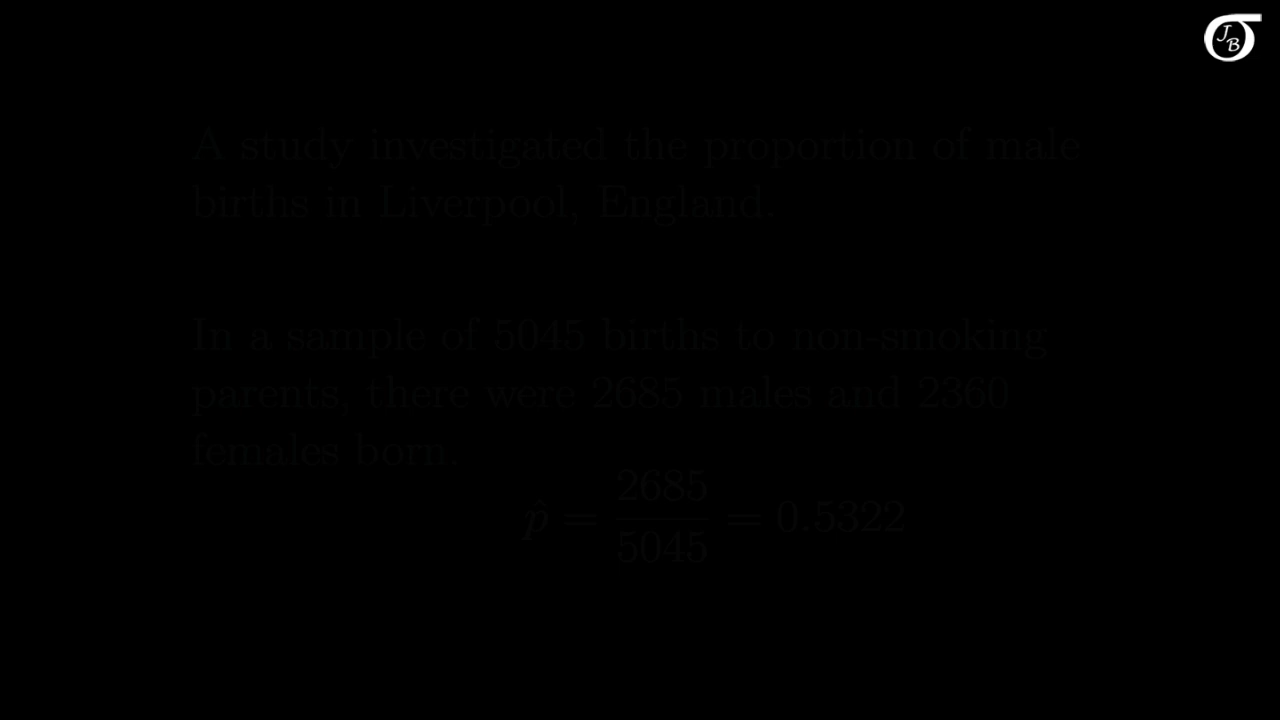 JB
A study investigated the proportion of male
births in Liverpool, England.
In a sample of 5045 births to non-smoking
parents, there were 2685 males and 2360
females born.
p̂ = 2685/5045 = 0.5322